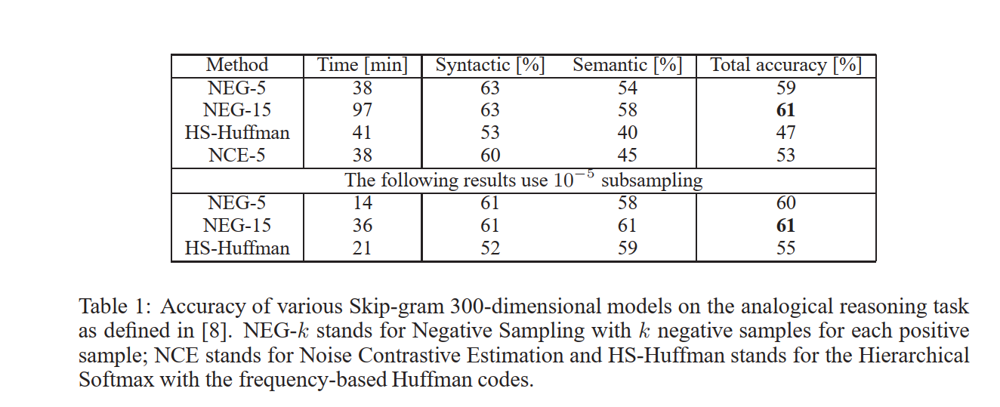 Method Time [min] Syntactic [%] Semantic [%] Total accuracy [%]
NEG-5 38 63 54 59
NEG-15 97 63 58 61
HS-Huffman 41 53 40 47
NCE-5 38 60 45 53
The following results use 10⁻⁵ subsampling
NEG-5 14 61 58 60
NEG-15 36 61 61 61
HS-Huffman 21 52 59 55
Table 1: Accuracy of various Skip-gram 300-dimensional models on the analogical reasoning task
as defined in [8]. NEG-k stands for Negative Sampling with k negative samples for each positive
sample; NCE stands for Noise Contrastive Estimation and HS-Huffman stands for the Hierarchical
Softmax with the frequency-based Huffman codes.